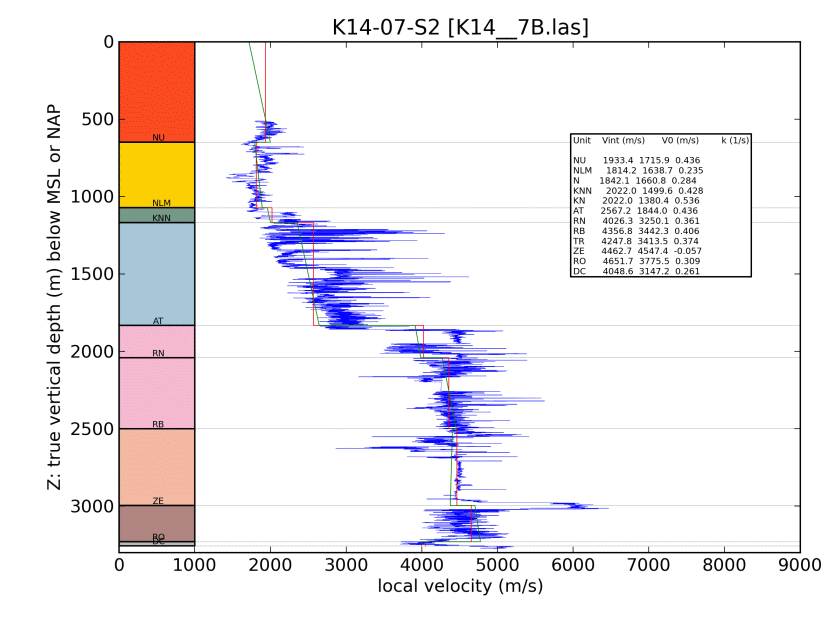 K14-07-S2 [K14__7B.las]
0
500
1000
1500
2000
2500
3000
Z: true vertical depth (m) below MSL or NAP
NU
NLM
KNN
AT
RN
RB
ZE
RO
DC
Unit Vint (m/s) V0 (m/s) k (1/s)
NU 1933.4 1715.9 0.436
NLM 1814.2 1638.7 0.235
N 1842.1 1660.8 0.284
KNN 2022.0 1499.6 0.428
KN 2022.0 1380.4 0.536
AT 2567.2 1844.0 0.436
RN 4026.3 3250.1 0.361
RB 4356.8 3442.3 0.406
TR 4247.8 3413.5 0.374
ZE 4462.7 4547.4 -0.057
RO 4651.7 3775.5 0.309
DC 4048.6 3147.2 0.261
0 1000 2000 3000 4000 5000 6000 7000 8000 9000
local velocity (m/s)